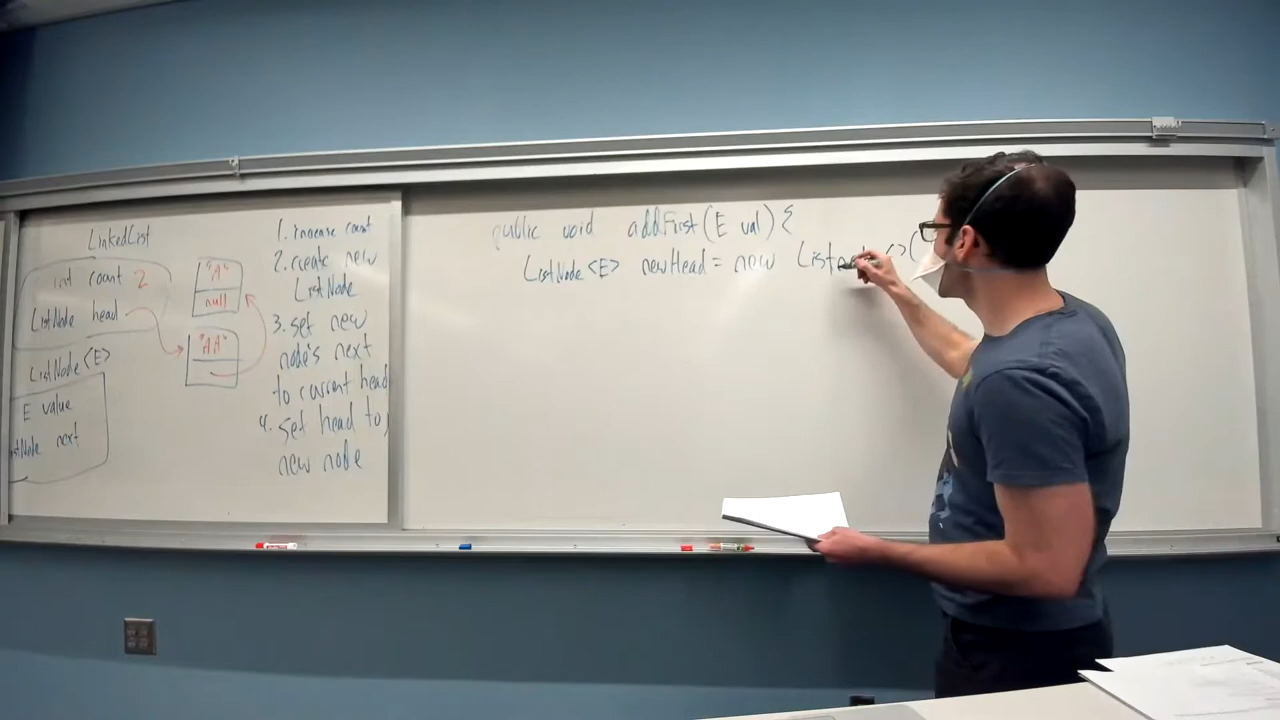 LinkedList
int count 2
ListNode head
ListNode<E>
E value
next
"A"
null
"AA"
1. increase count
2. create new
ListNode
3. set new
node's next
to current head
4. set head to
new node
public void addFirst(E val){
ListNode<E> newHead = new List <>(